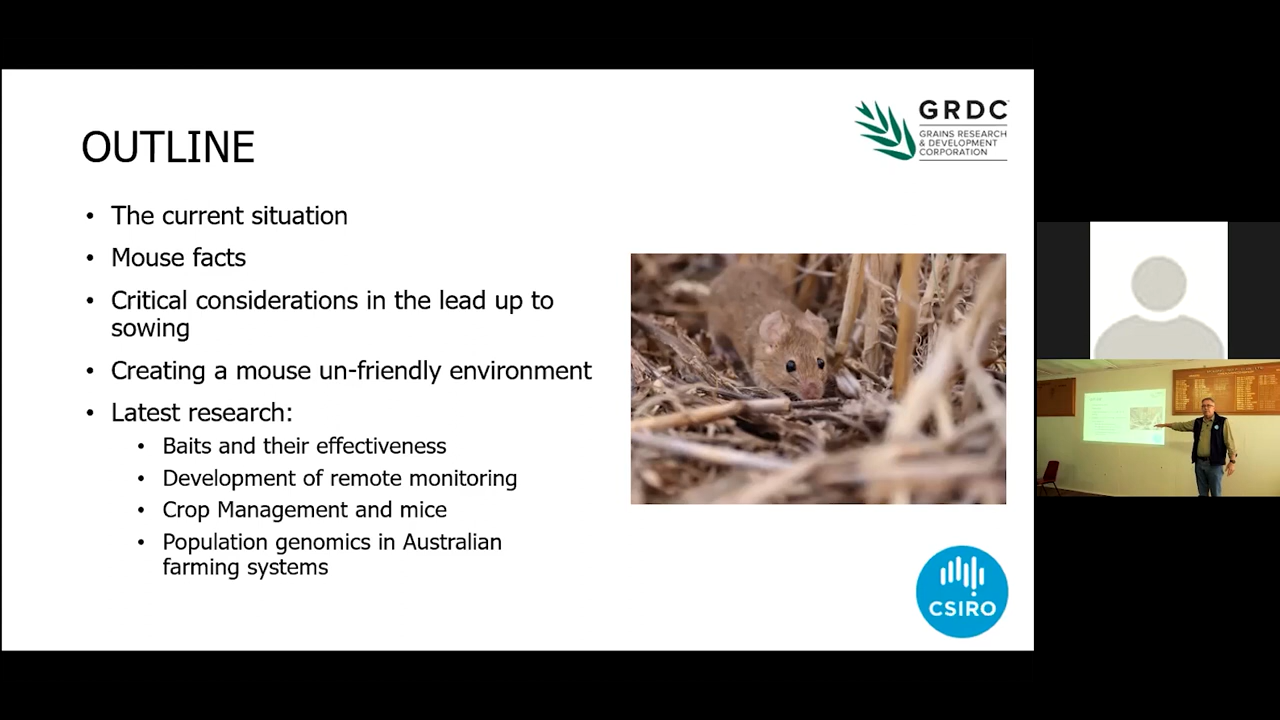 OUTLINE
• The current situation
• Mouse facts
• Critical considerations in the lead up to
sowing
• Creating a mouse un-friendly environment
• Latest research:
• Baits and their effectiveness
• Development of remote monitoring
• Crop Management and mice
• Population genomics in Australian
farming systems
GRDC™
GRAINS RESEARCH
& DEVELOPMENT
CORPORATION
CSIRO